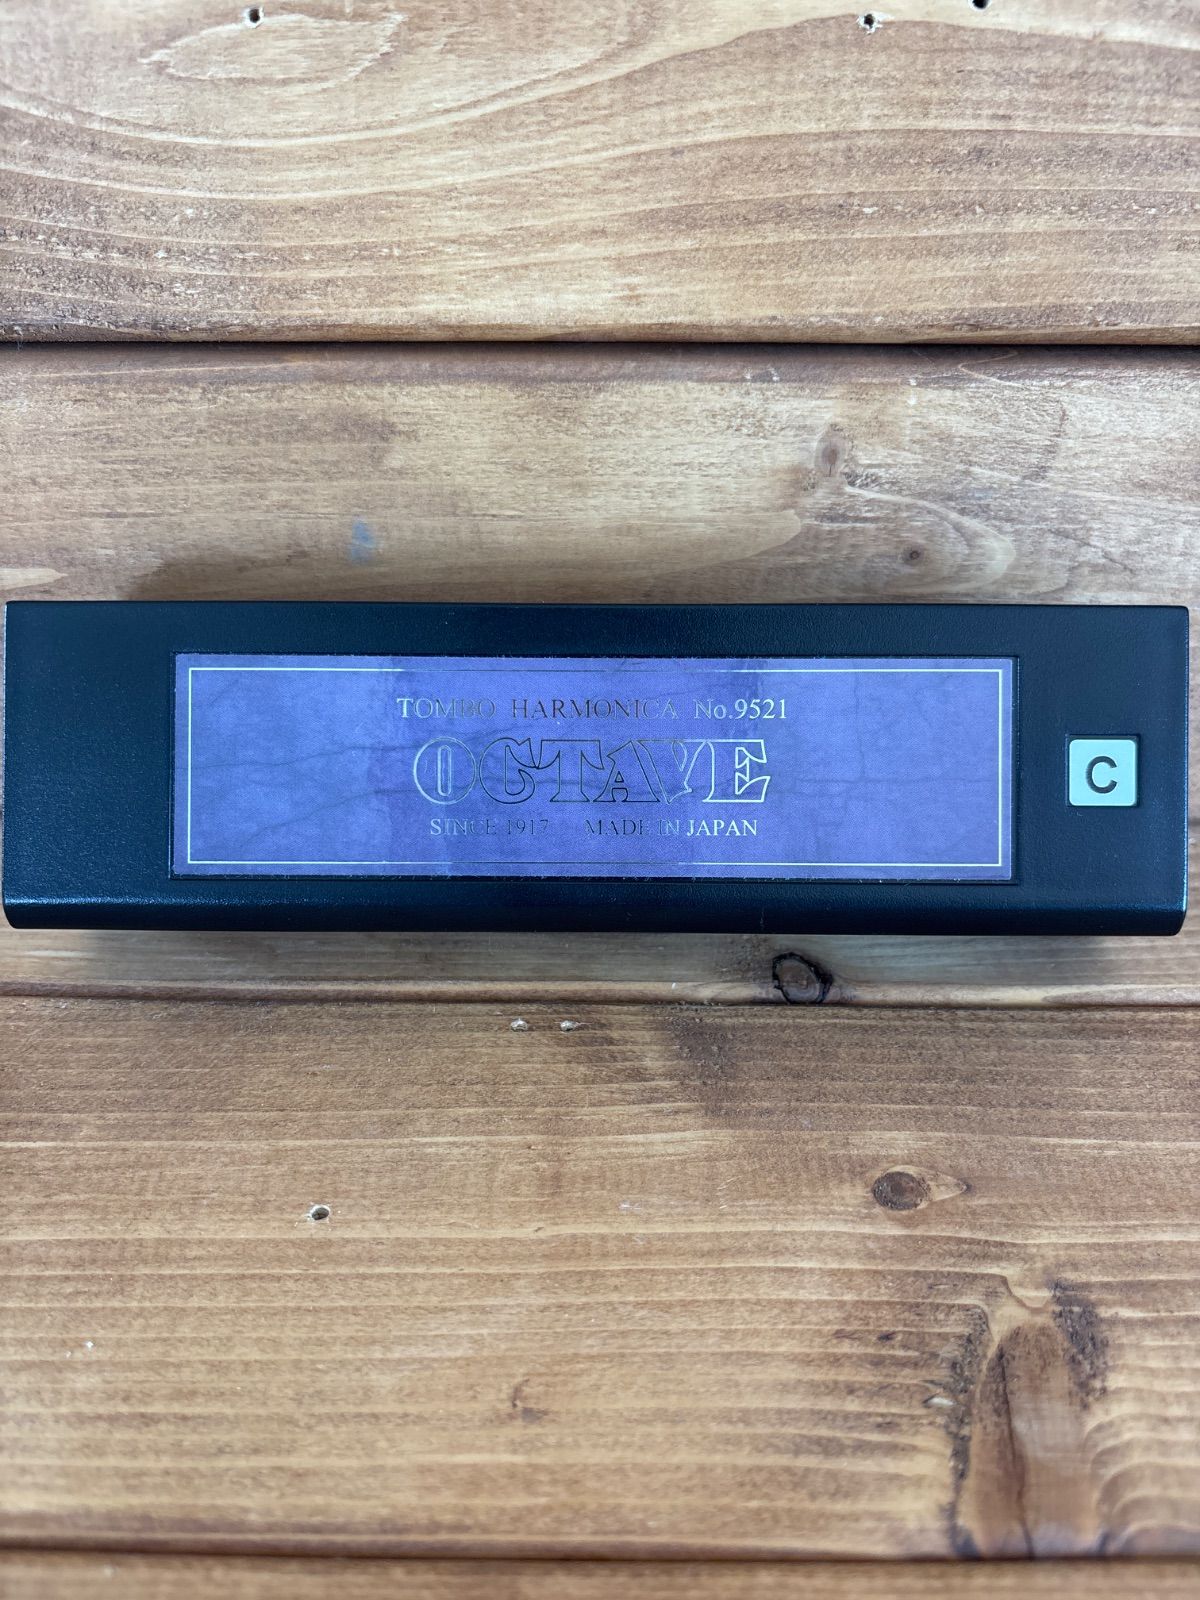 TOMBO HARMONICA No.9521
OCTAVE
SINCE 1917 MADE IN JAPAN
C